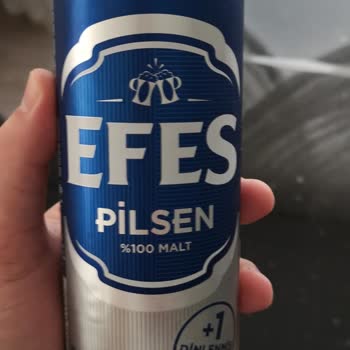 EFES
PİLSEN
%100 MALT
+1